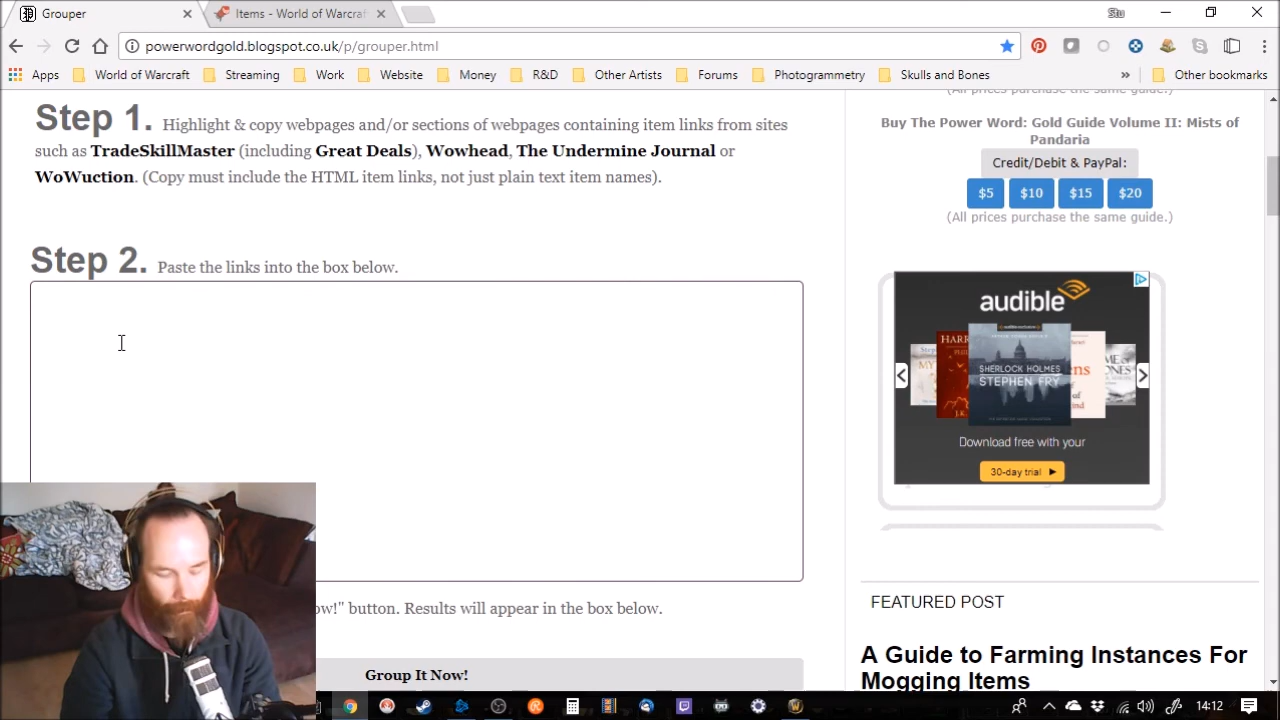 Grouper
Items - World of Warcraf
Stu
powerwordgold.blogspot.co.uk/p/grouper.html
Apps
World of Warcraft
Streaming
Work
Website
Money
R&D
Other Artists
Forums
Photogrammetry
Skulls and Bones
»
Other bookmarks
Step 1. Highlight & copy webpages and/or sections of webpages containing item links from sites
such as TradeSkillMaster (including Great Deals), Wowhead, The Undermine Journal or
WoWuction. (Copy must include the HTML item links, not just plain text item names).
Step 2. Paste the links into the box below.
ow!" button. Results will appear in the box below.
Group It Now!
(All prices purchase the same guide.)
Buy The Power Word: Gold Guide Volume II: Mists of
Pandaria
Credit/Debit & PayPal:
$5 $10 $15 $20
(All prices purchase the same guide.)
audible
SHERLOCK HOLMES
STEPHEN FRY
Download free with your
30-day trial
FEATURED POST
A Guide to Farming Instances For
Mogging Items
14:12